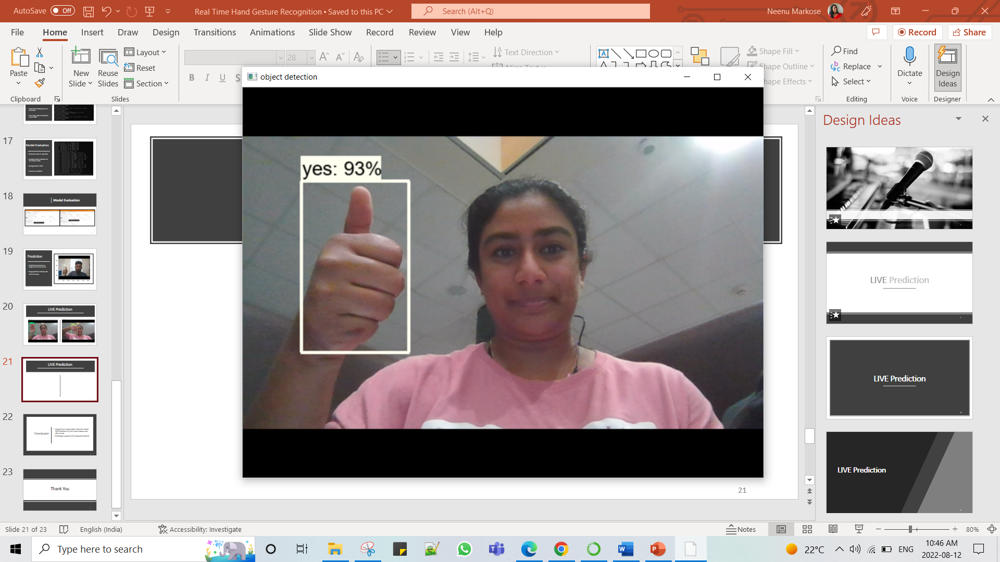 AutoSave Off
Real Time Hand Gesture Recognition • Saved to this PC
Search (Alt+Q)
Neenu Markose
File Home Insert Draw Design Transitions Animations Slide Show Record Review View Help
Record Share
Paste
New Slide
Reuse Slides
Layout
Reset
Section
28
B I U S
Text Direction
Shape Fill
Shape Outline
hape Effects
Find
Replace
Select
Dictate
Design Ideas
Clipboard Slides Editing Voice Designer
object detection
yes: 93%
17
Model Evaluation
18
Model Evaluation
19
Prediction
20
LIVE Prediction
21
LIVE Prediction
22
Conclusion
23
Thank You
21
Design Ideas
LIVE Prediction
LIVE Prediction
LIVE Prediction
Slide 21 of 23 English (India) Accessibility: Investigate Notes 80%
Type here to search
22°C ENG
10:46 AM
2022-08-12